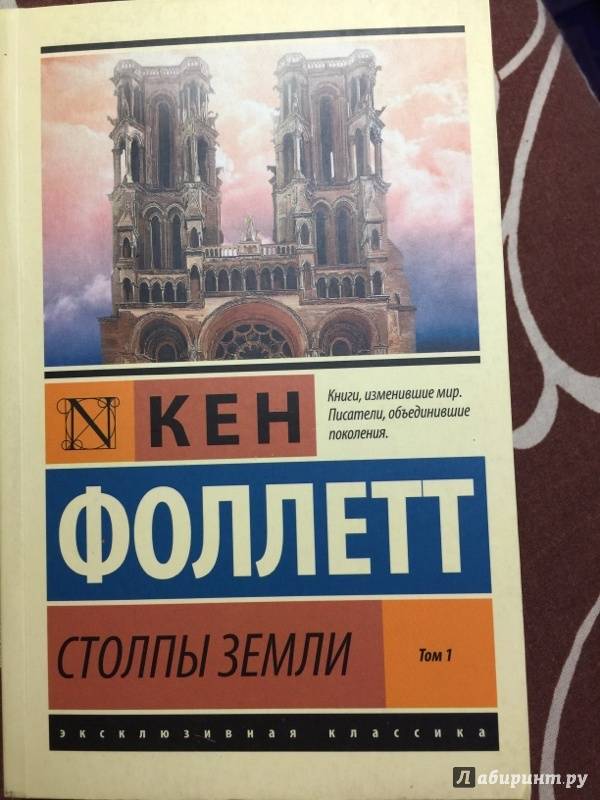 N
КЕН
Книги, изменившие мир.
Писатели, объединившие
поколения.
ФОЛЛЕТТ
СТОЛПЫ ЗЕМЛИ
Том 1
эксклюзивная классика
Лабиринт.ру